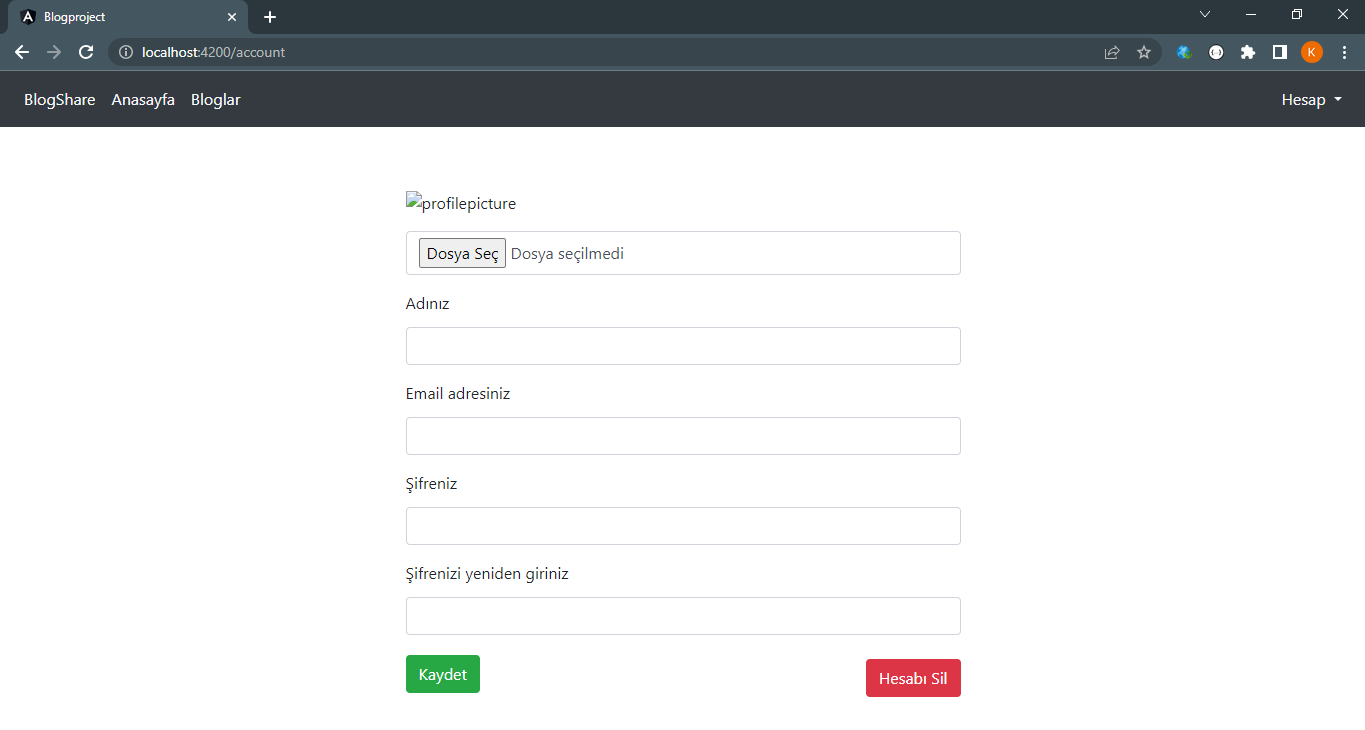 Blogproject
localhost:4200/account
K
BlogShare Anasayfa Bloglar Hesap
profilepicture
Dosya Seç Dosya seçilmedi
Adınız
Email adresiniz
Şifreniz
Şifrenizi yeniden giriniz
Kaydet Hesabı Sil